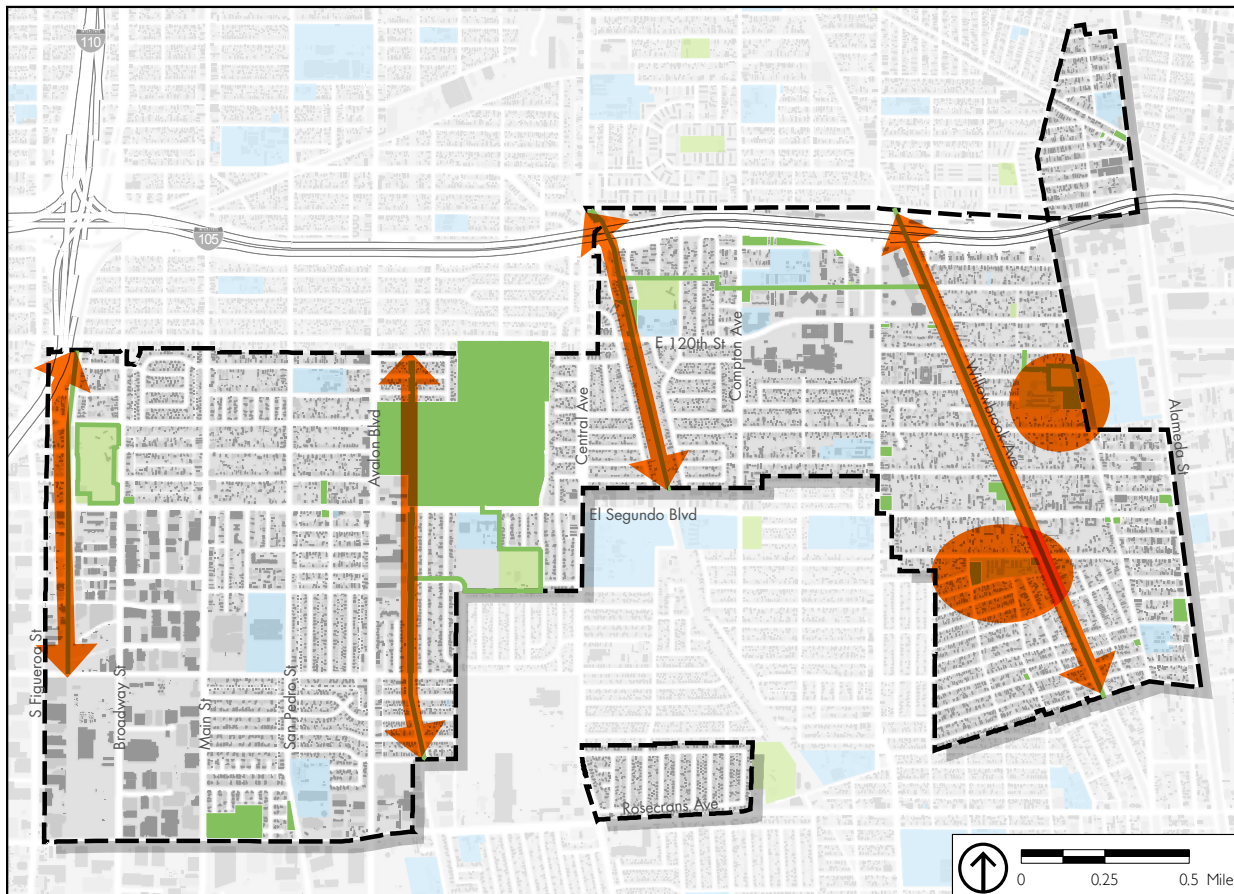 110
105
E 120th St
Compton Ave
Willowbrook Ave
Alameda St
Central Ave
Avalon Blvd
El Segundo Blvd
S Figueroa St
Broadway St
Main St
San Pedro St
Rosecrans Ave
0 0.25 0.5 Mile